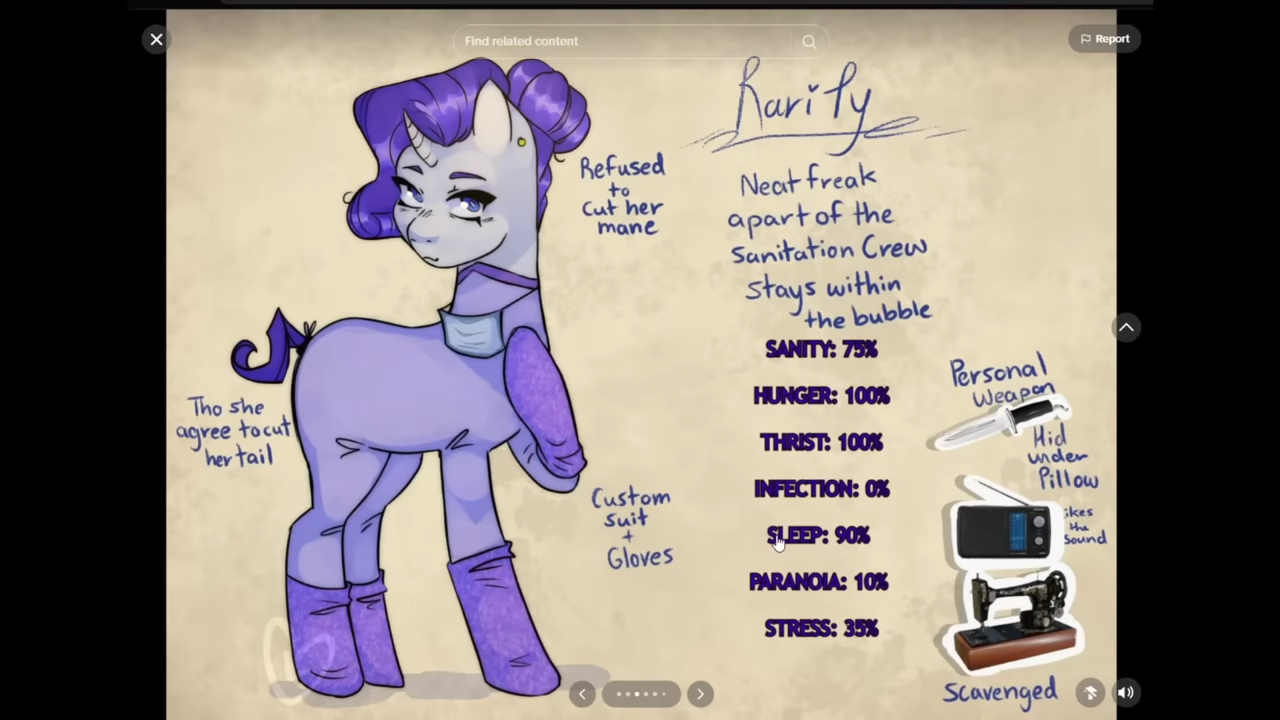 Find related content
Report
Rarity
Neat freak
apart of the
Sanitation Crew
stays within
the bubble
Refused
to
cut her
mane
Tho she
agree to cut
her tail
Custom
suit
+
Gloves
SANITY: 75%
HUNGER: 100%
THRIST: 100%
INFECTION: 0%
SLEEP: 90%
PARANOIA: 10%
STRESS: 35%
Personal
Weapon
Hid
under
Pillow
ikes
the
sound
Scavenged